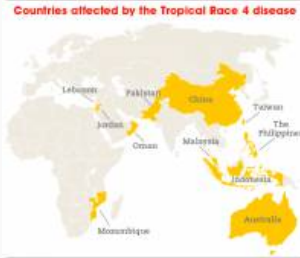 Countries affected by the Tropical Race 4 disease
Lebanon
Pakistan
China
Jordan
Taiwan
Oman
Malaysia
The
Philippines
Indonesia
Australia
Mozambique